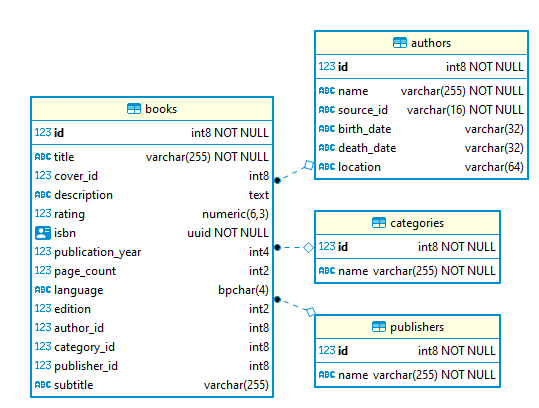 authors
123 id int8 NOT NULL
ABC name varchar(255) NOT NULL
ABC source_id varchar(16) NOT NULL
ABC birth_date varchar(32)
ABC death_date varchar(32)
ABC location varchar(64)
books
123 id int8 NOT NULL
ABC title varchar(255) NOT NULL
123 cover_id int8
ABC description text
123 rating numeric(6,3)
isbn uuid NOT NULL
123 publication_year int4
123 page_count int2
ABC language bpchar(4)
123 edition int2
123 author_id int8
123 category_id int8
123 publisher_id int8
ABC subtitle varchar(255)
categories
123 id int8 NOT NULL
ABC name varchar(255) NOT NULL
publishers
123 id int8 NOT NULL
ABC name varchar(255) NOT NULL